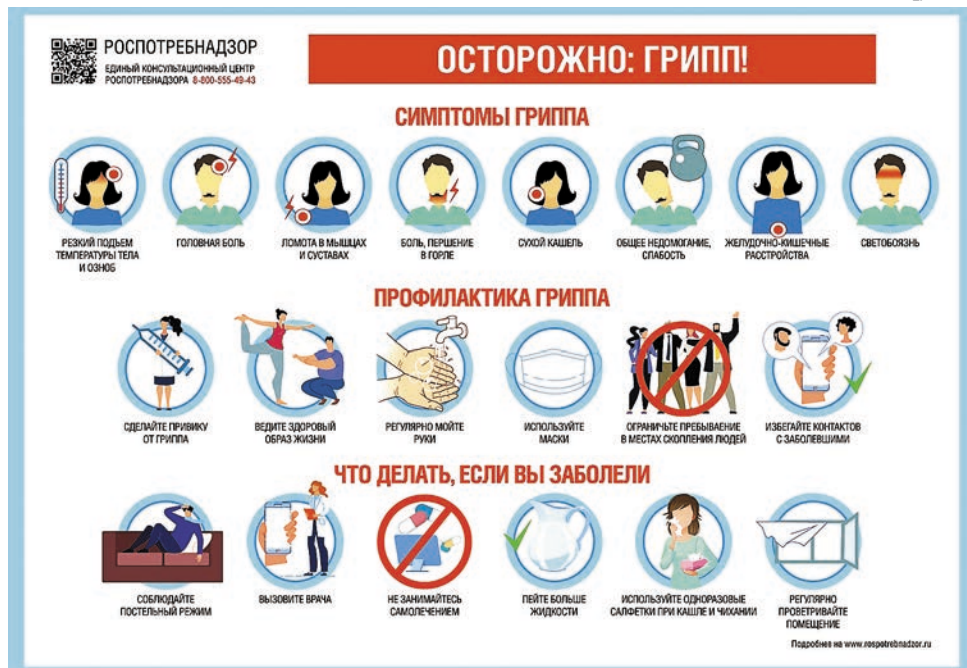 РОСПОТРЕБНАДЗОР
ЕДИНЫЙ КОНСУЛЬТАЦИОННЫЙ ЦЕНТР
РОСПОТРЕБНАДЗОРА 8-800-555-49-43
ОСТОРОЖНО: ГРИПП!
СИМПТОМЫ ГРИППА
РЕЗКИЙ ПОДЪЕМ
ТЕМПЕРАТУРЫ ТЕЛА
И ОЗНОБ
ГОЛОВНАЯ БОЛЬ
ЛОМОТА В МЫШЦАХ
И СУСТАВАХ
БОЛЬ, ПЕРШЕНИЕ
В ГОРЛЕ
СУХОЙ КАШЕЛЬ
ОБЩЕЕ НЕДОМОГАНИЕ,
СЛАБОСТЬ
ЖЕЛУДОЧНО-КИШЕЧНЫЕ
РАССТРОЙСТВА
СВЕТОБОЯЗНЬ
ПРОФИЛАКТИКА ГРИППА
СДЕЛАЙТЕ ПРИВИКУ
ОТ ГРИППА
ВЕДИТЕ ЗДОРОВЫЙ
ОБРАЗ ЖИЗНИ
РЕГУЛЯРНО МОЙТЕ
РУКИ
ИСПОЛЬЗУЙТЕ
МАСКИ
ОГРАНИЧЬТЕ ПРЕБЫВАНИЕ
В МЕСТАХ СКОПЛЕНИЯ ЛЮДЕЙ
ИЗБЕГАЙТЕ КОНТАКТОВ
С ЗАБОЛЕВШИМИ
ЧТО ДЕЛАТЬ, ЕСЛИ ВЫ ЗАБОЛЕЛИ
СОБЛЮДАЙТЕ
ПОСТЕЛЬНЫЙ РЕЖИМ
ВЫЗОВИТЕ ВРАЧА
НЕ ЗАНИМАЙТЕСЬ
САМОЛЕЧЕНИЕМ
ПЕЙТЕ БОЛЬШЕ
ЖИДКОСТИ
ИСПОЛЬЗУЙТЕ ОДНОРАЗОВЫЕ
САЛФЕТКИ ПРИ КАШЛЕ И ЧИХАНИИ
РЕГУЛЯРНО
ПРОВЕТРИВАЙТЕ
ПОМЕЩЕНИЕ
Подробнее на www.rospotrebnadzor.ru